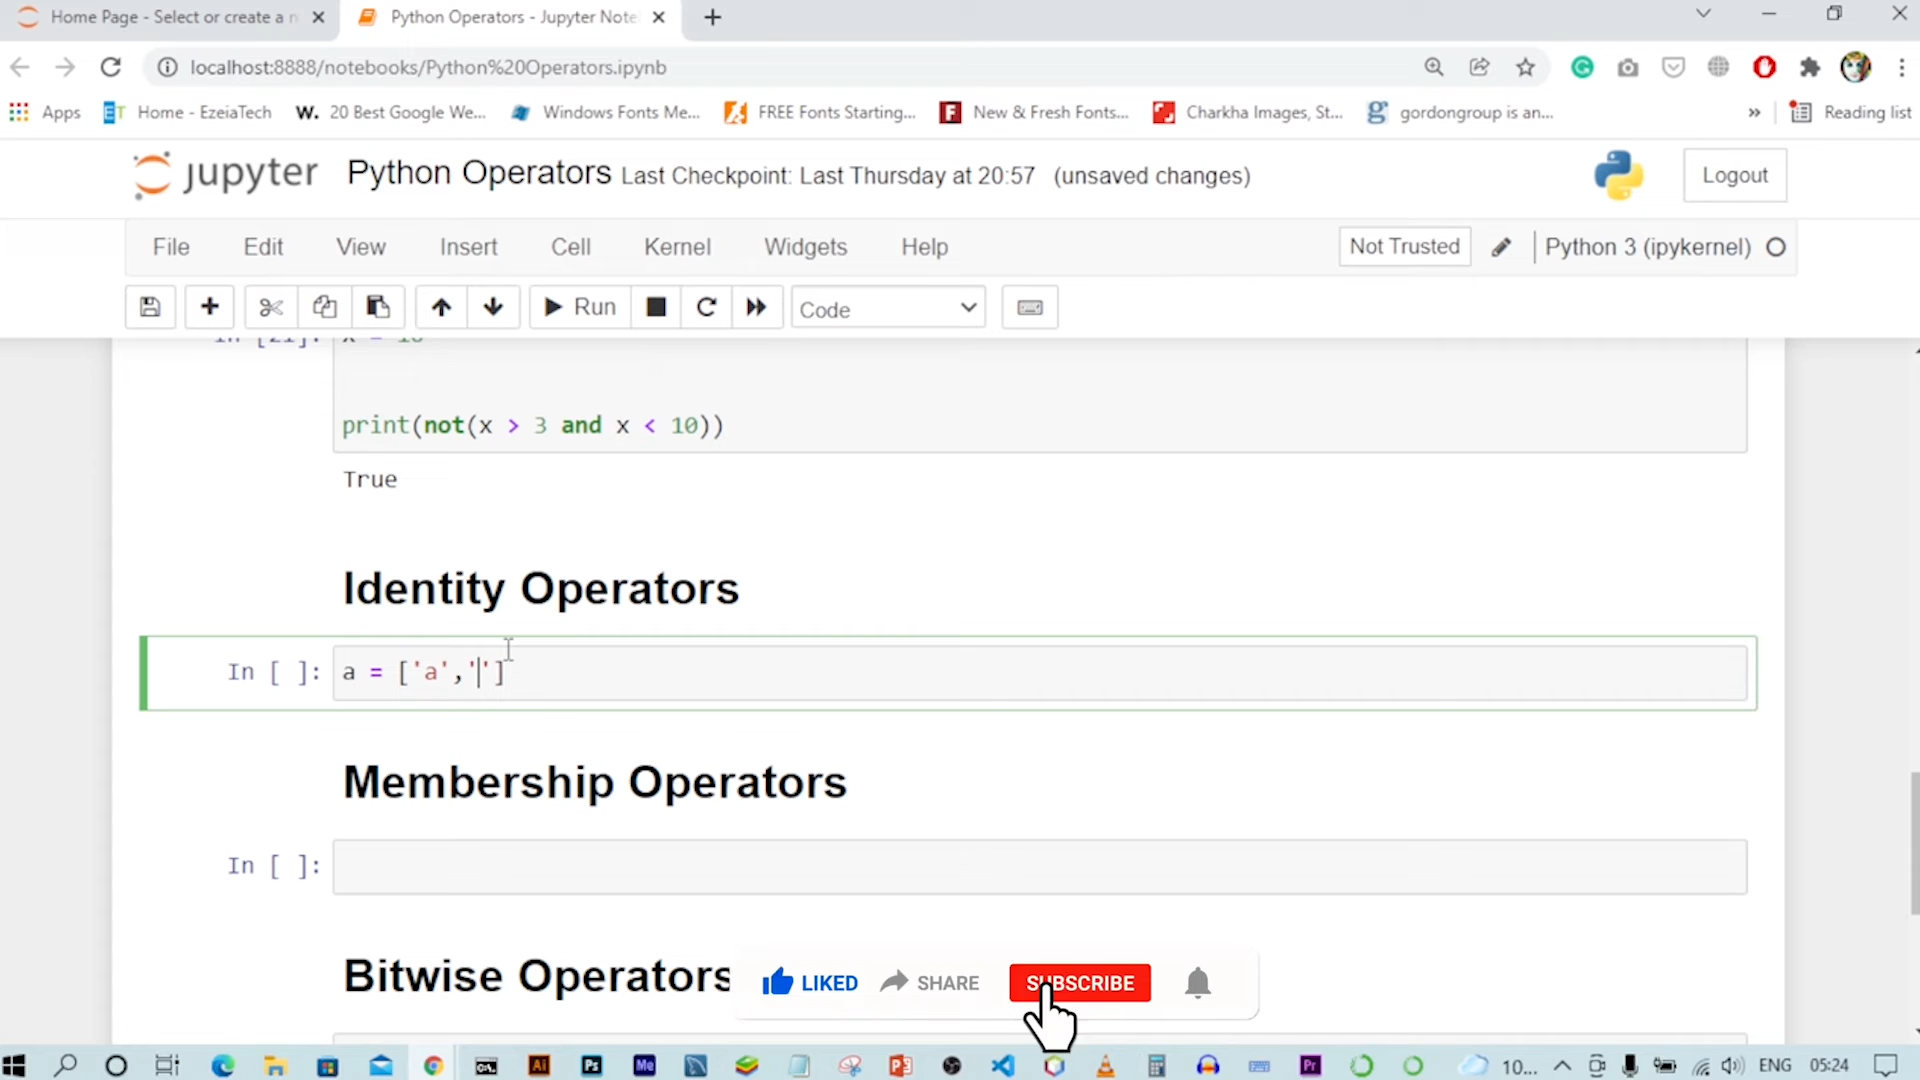 Home Page - Select or create a n
Python Operators - Jupyter Note
localhost:8888/notebooks/Python%20Operators.ipynb
Apps
Home - EzeiaTech
20 Best Google We...
Windows Fonts Me...
FREE Fonts Starting...
New & Fresh Fonts...
Charkha Images, St...
gordongroup is an...
»
Reading list
jupyter
Python Operators Last Checkpoint: Last Thursday at 20:57 (unsaved changes)
Logout
File Edit View Insert Cell Kernel Widgets Help
Not Trusted
Python 3 (ipykernel)
Run
Code
In [21]: x = 10
print(not(x > 3 and x < 10))
True
Identity Operators
In [ ]: a = ['a','']
Membership Operators
In [ ]:
Bitwise Operators
LIKED SHARE SUBSCRIBE
10... ENG 05:24